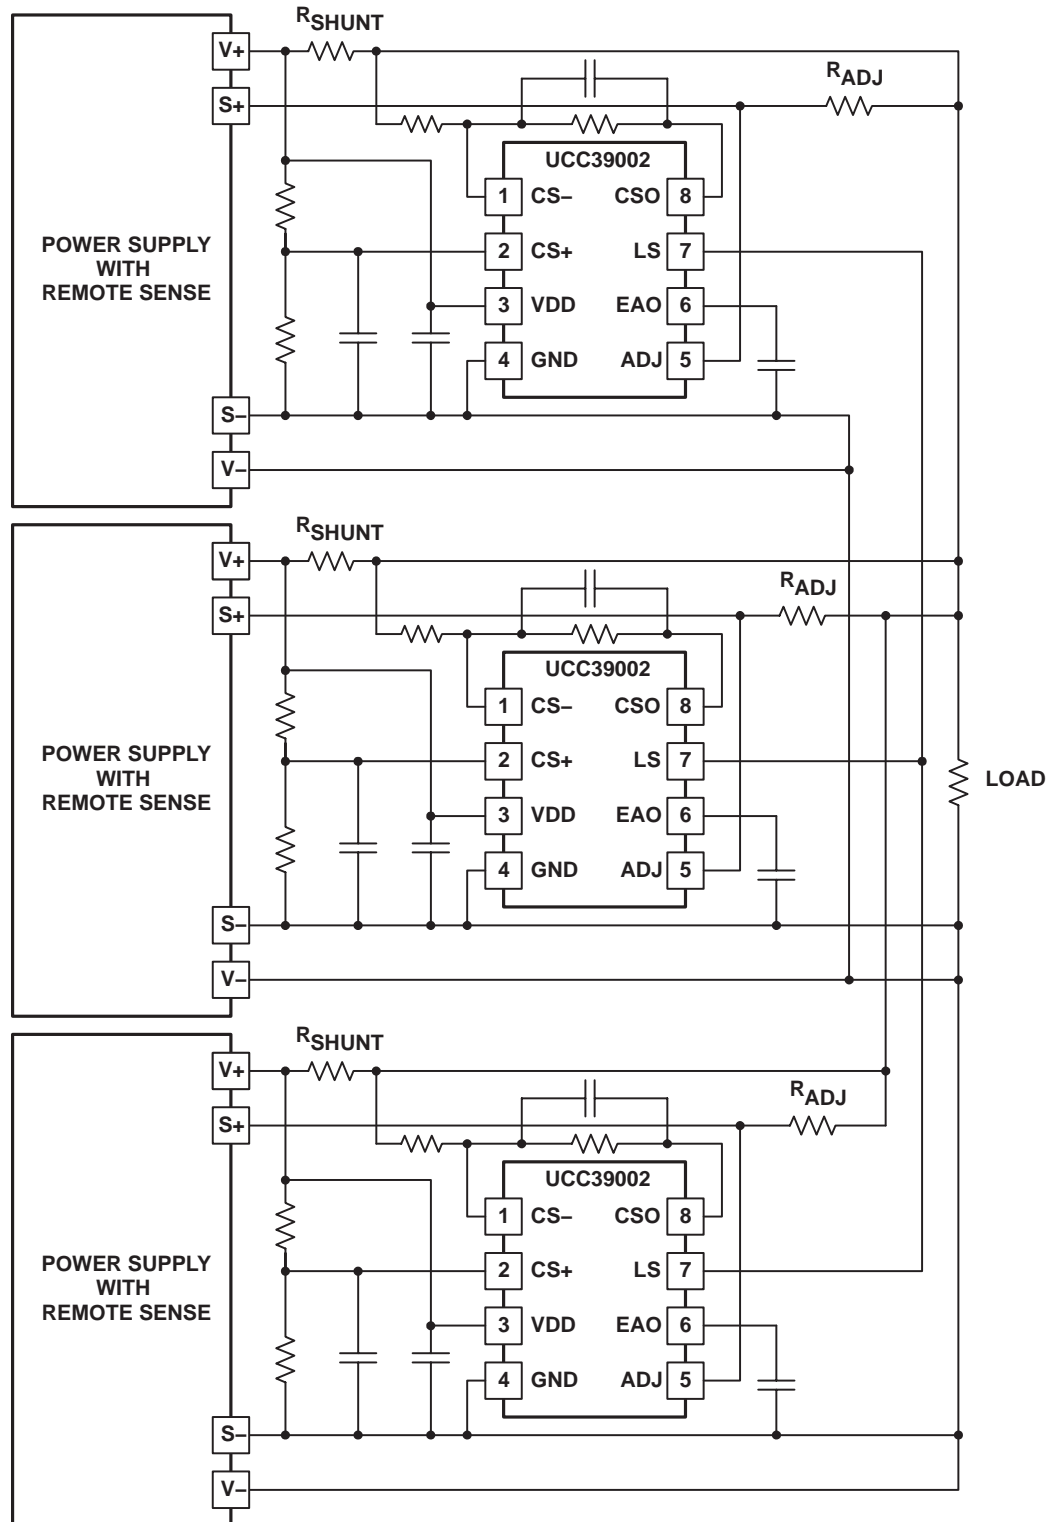 RSHUNT
V+
RADJ
S+
UCC39002
1 CS– CSO 8
POWER SUPPLY
WITH
REMOTE SENSE
2 CS+ LS 7
3 VDD EAO 6
4 GND ADJ 5
S–
V–
RSHUNT
V+
RADJ
S+
UCC39002
1 CS– CSO 8
POWER SUPPLY
WITH
REMOTE SENSE
2 CS+ LS 7
LOAD
3 VDD EAO 6
4 GND ADJ 5
S–
V–
RSHUNT
V+
RADJ
S+
UCC39002
1 CS– CSO 8
POWER SUPPLY
WITH
REMOTE SENSE
2 CS+ LS 7
3 VDD EAO 6
4 GND ADJ 5
S–
V–